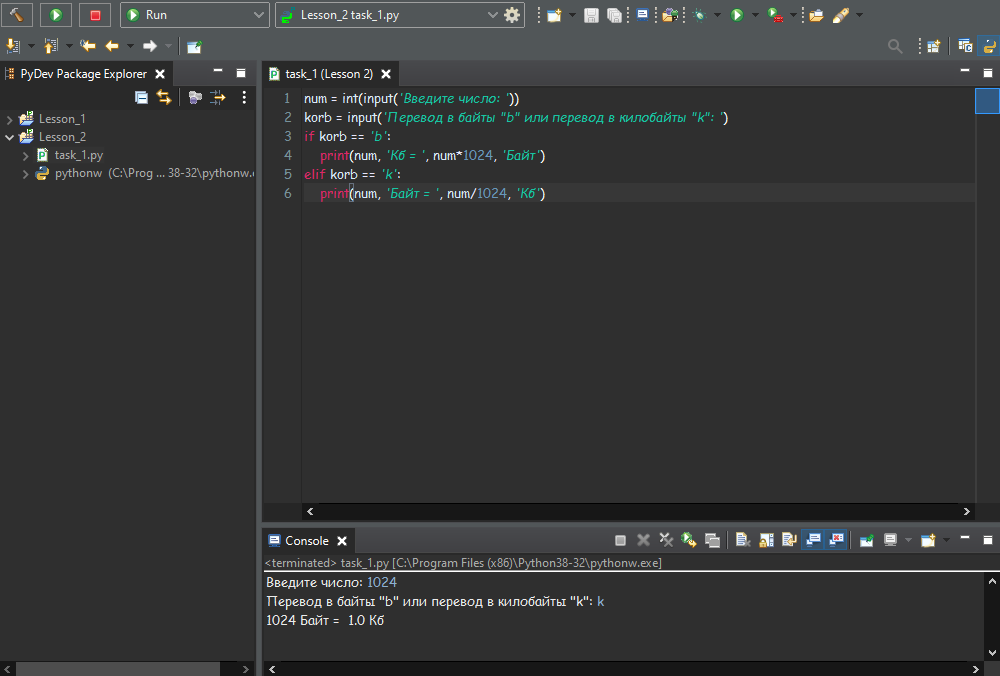 Run
Lesson_2 task_1.py
PyDev Package Explorer
Lesson_1
Lesson_2
task_1.py
pythonw (C:\Prog ... 38-32\pythonw.
task_1 (Lesson 2)
1 num = int(input('Введите число: '))
2 korb = input('Перевод в байты "b" или перевод в килобайты "k": ')
3 if korb == 'b':
4 print(num, 'Кб = ', num*1024, 'Байт')
5 elif korb == 'k':
6 print(num, 'Байт = ', num/1024, 'Кб')
Console
<terminated> task_1.py [C:\Program Files (x86)\Python38-32\pythonw.exe]
Введите число: 1024
Перевод в байты "b" или перевод в килобайты "k": k
1024 Байт =  1.0 Кб